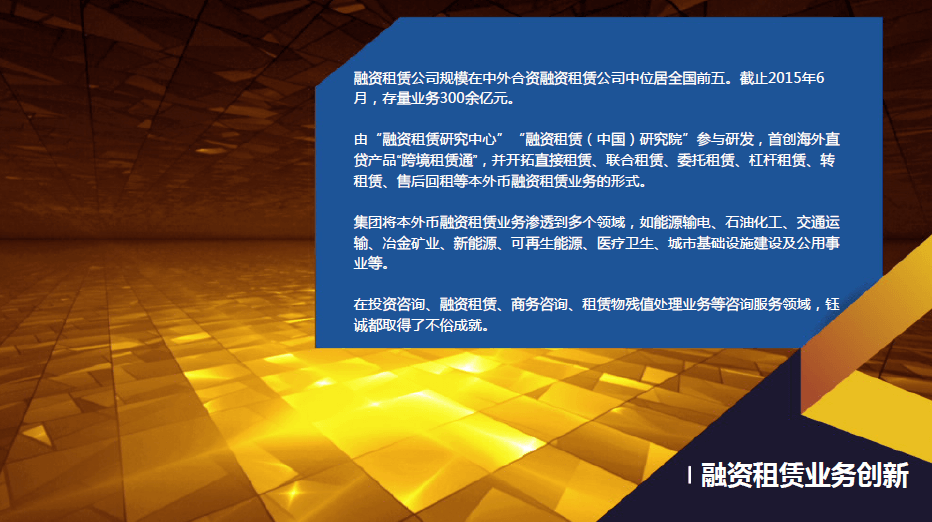 融资租赁公司规模在中外合资融资租赁公司中位居全国前五。截止2015年6
月，存量业务300余亿元。
由“融资租赁研究中心”“融资租赁（中国）研究院”参与研发，首创海外直
贷产品“跨境租赁通”，并开拓直接租赁、联合租赁、委托租赁、杠杆租赁、转
租赁、售后回租等本外币融资租赁业务的形式。
集团将本外币融资租赁业务渗透到多个领域，如能源输电、石油化工、交通运
输、冶金矿业、新能源、可再生能源、医疗卫生、城市基础设施建设及公用事
业等。
在投资咨询、融资租赁、商务咨询、租赁物残值处理业务等咨询服务领域，钰
诚都取得了不俗成就。
融资租赁业务创新